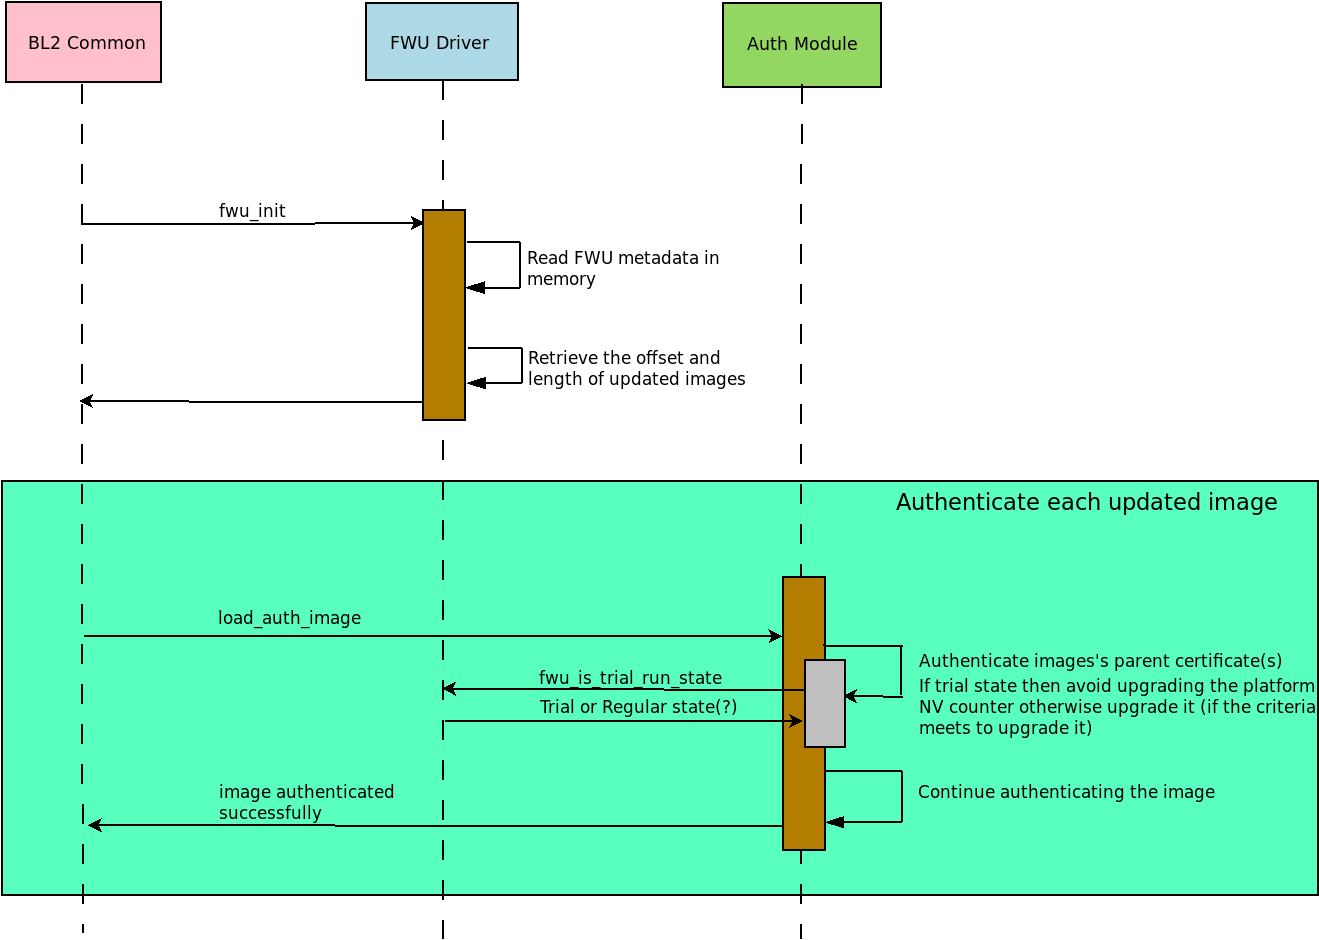 BL2 Common
FWU Driver
Auth Module
fwu_init
Read FWU metadata in
memory
Retrieve the offset and
length of updated images
Authenticate each updated image
load_auth_image
Authenticate images's parent certificate(s)
If trial state then avoid upgrading the platform
NV counter otherwise upgrade it (if the criteria
meets to upgrade it)
fwu_is_trial_run_state
Trial or Regular state(?)
Continue authenticating the image
image authenticated
successfully